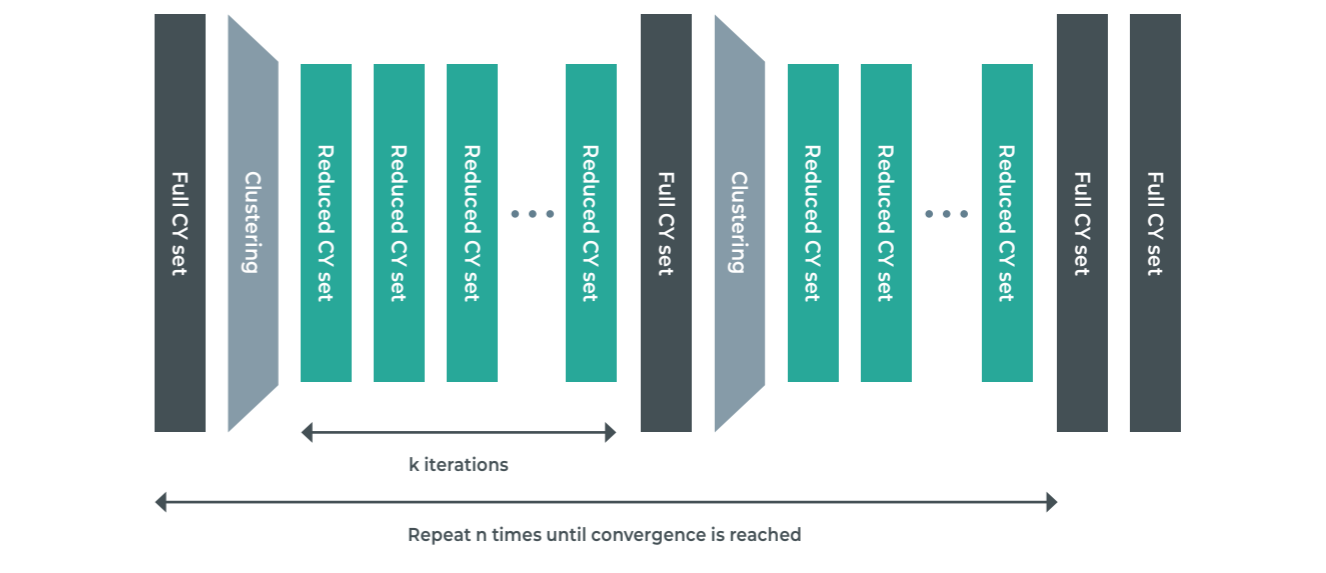 Full CY set
Clustering
Reduced CY set
Reduced CY set
Reduced CY set
Reduced CY set
Full CY set
Clustering
Reduced CY set
Reduced CY set
Reduced CY set
Full CY set
Full CY set
k iterations
Repeat n times until convergence is reached